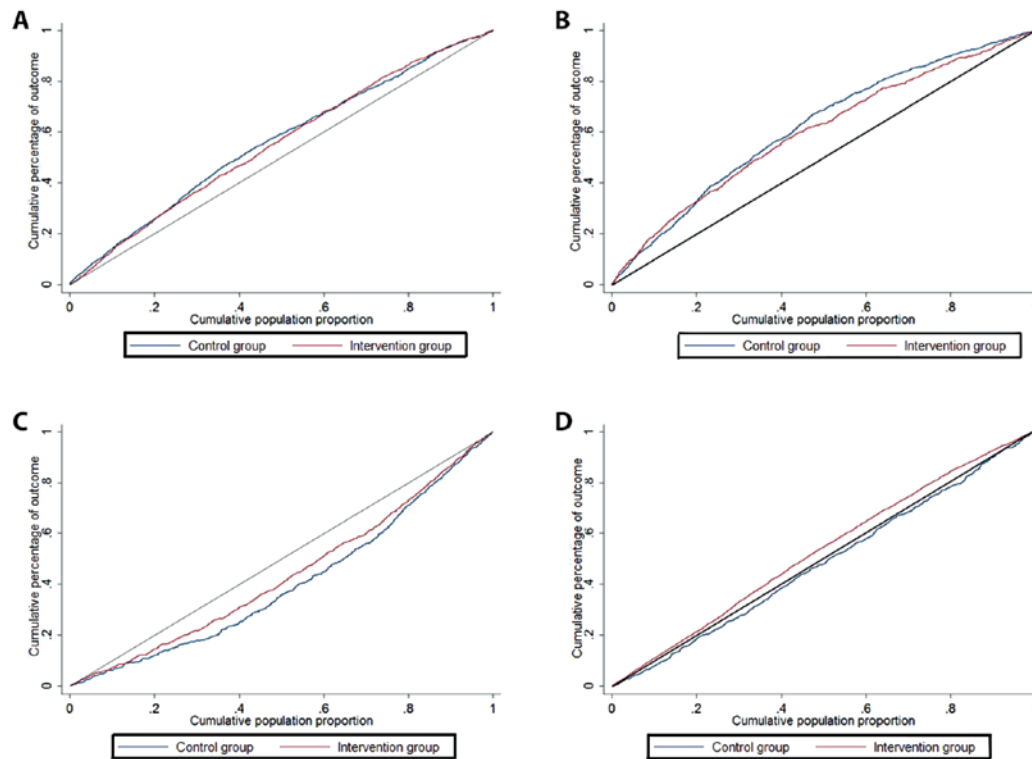 A
Cumulative percentage of outcome
0 .2 .4 .6 .8 1
0 .2 .4 .6 .8 1
Cumulative population proportion
Control group Intervention group
B
Cumulative percentage of outcome
0 .2 .4 .6 .8 1
0 .2 .4 .6 .8
Cumulative population proportion
Control group Intervention group
C
Cumulative percentage of outcome
0 .2 .4 .6 .8 1
0 .2 .4 .6 .8 1
Cumulative population proportion
Control group Intervention group
D
Cumulative percentage of outcome
0 .2 .4 .6 .8 1
0 .2 .4 .6 .8
Cumulative population proportion
Control group Intervention group